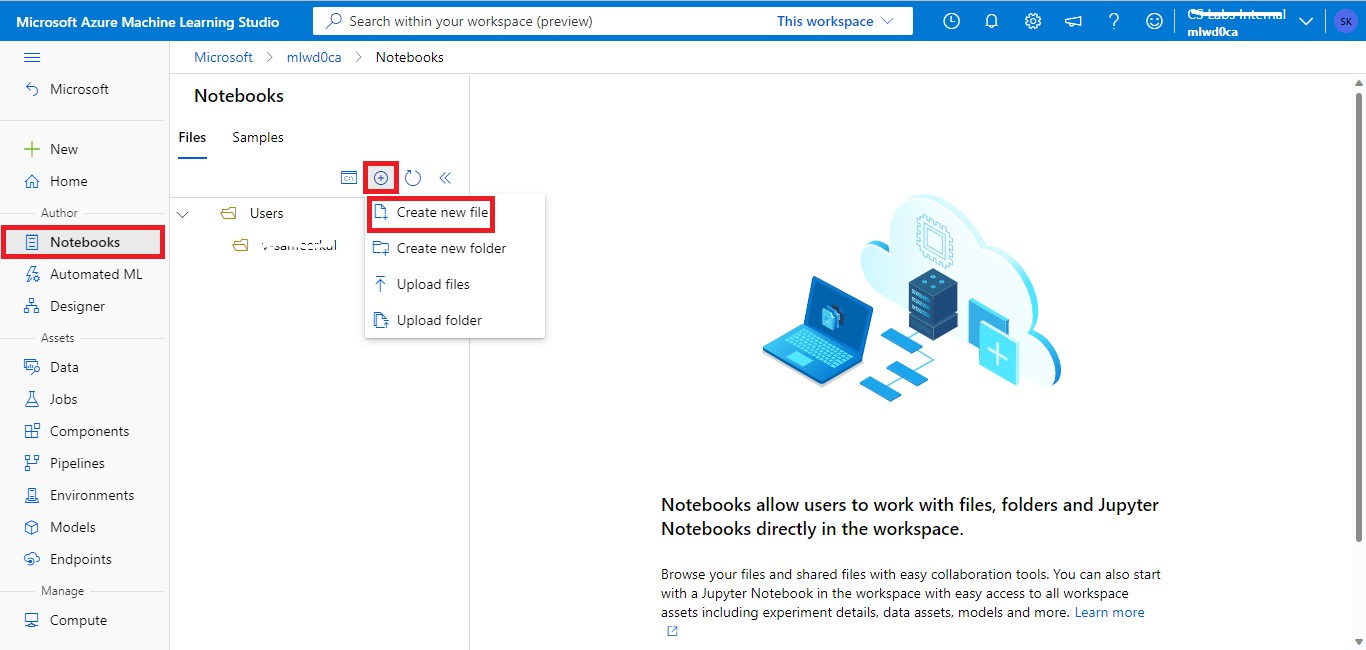 Microsoft Azure Machine Learning Studio
Search within your workspace (preview)
This workspace
CS Labs Internal
mlwd0ca
SK
Microsoft
mlwd0ca
Notebooks
Microsoft
New
Home
Author
Notebooks
Automated ML
Designer
Assets
Data
Jobs
Components
Pipelines
Environments
Models
Endpoints
Manage
Compute
Notebooks
Files
Samples
Users
Create new file
Create new folder
Upload files
Upload folder
Notebooks allow users to work with files, folders and Jupyter
Notebooks directly in the workspace.
Browse your files and shared files with easy collaboration tools. You can also start
with a Jupyter Notebook in the workspace with easy access to all workspace
assets including experiment details, data assets, models and more. Learn more